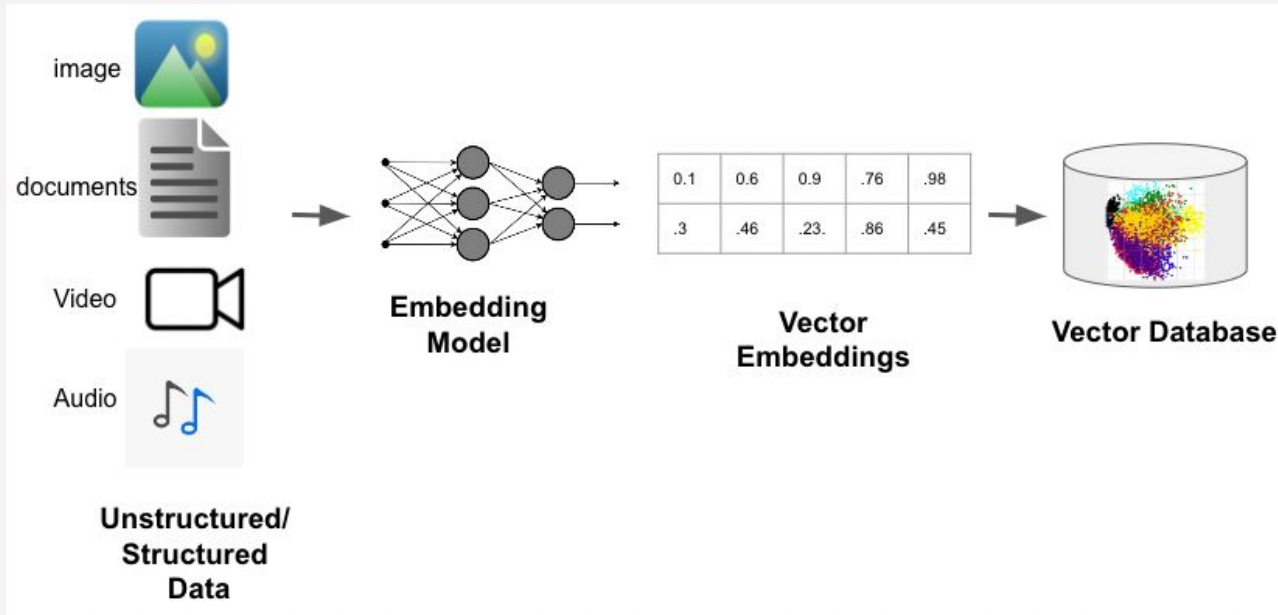 image
documents
Video
Audio
Unstructured/
Structured
Data
Embedding
Model
0.1 0.6 0.9 .76 .98
.3 .46 .23. .86 .45
Vector
Embeddings
Vector Database